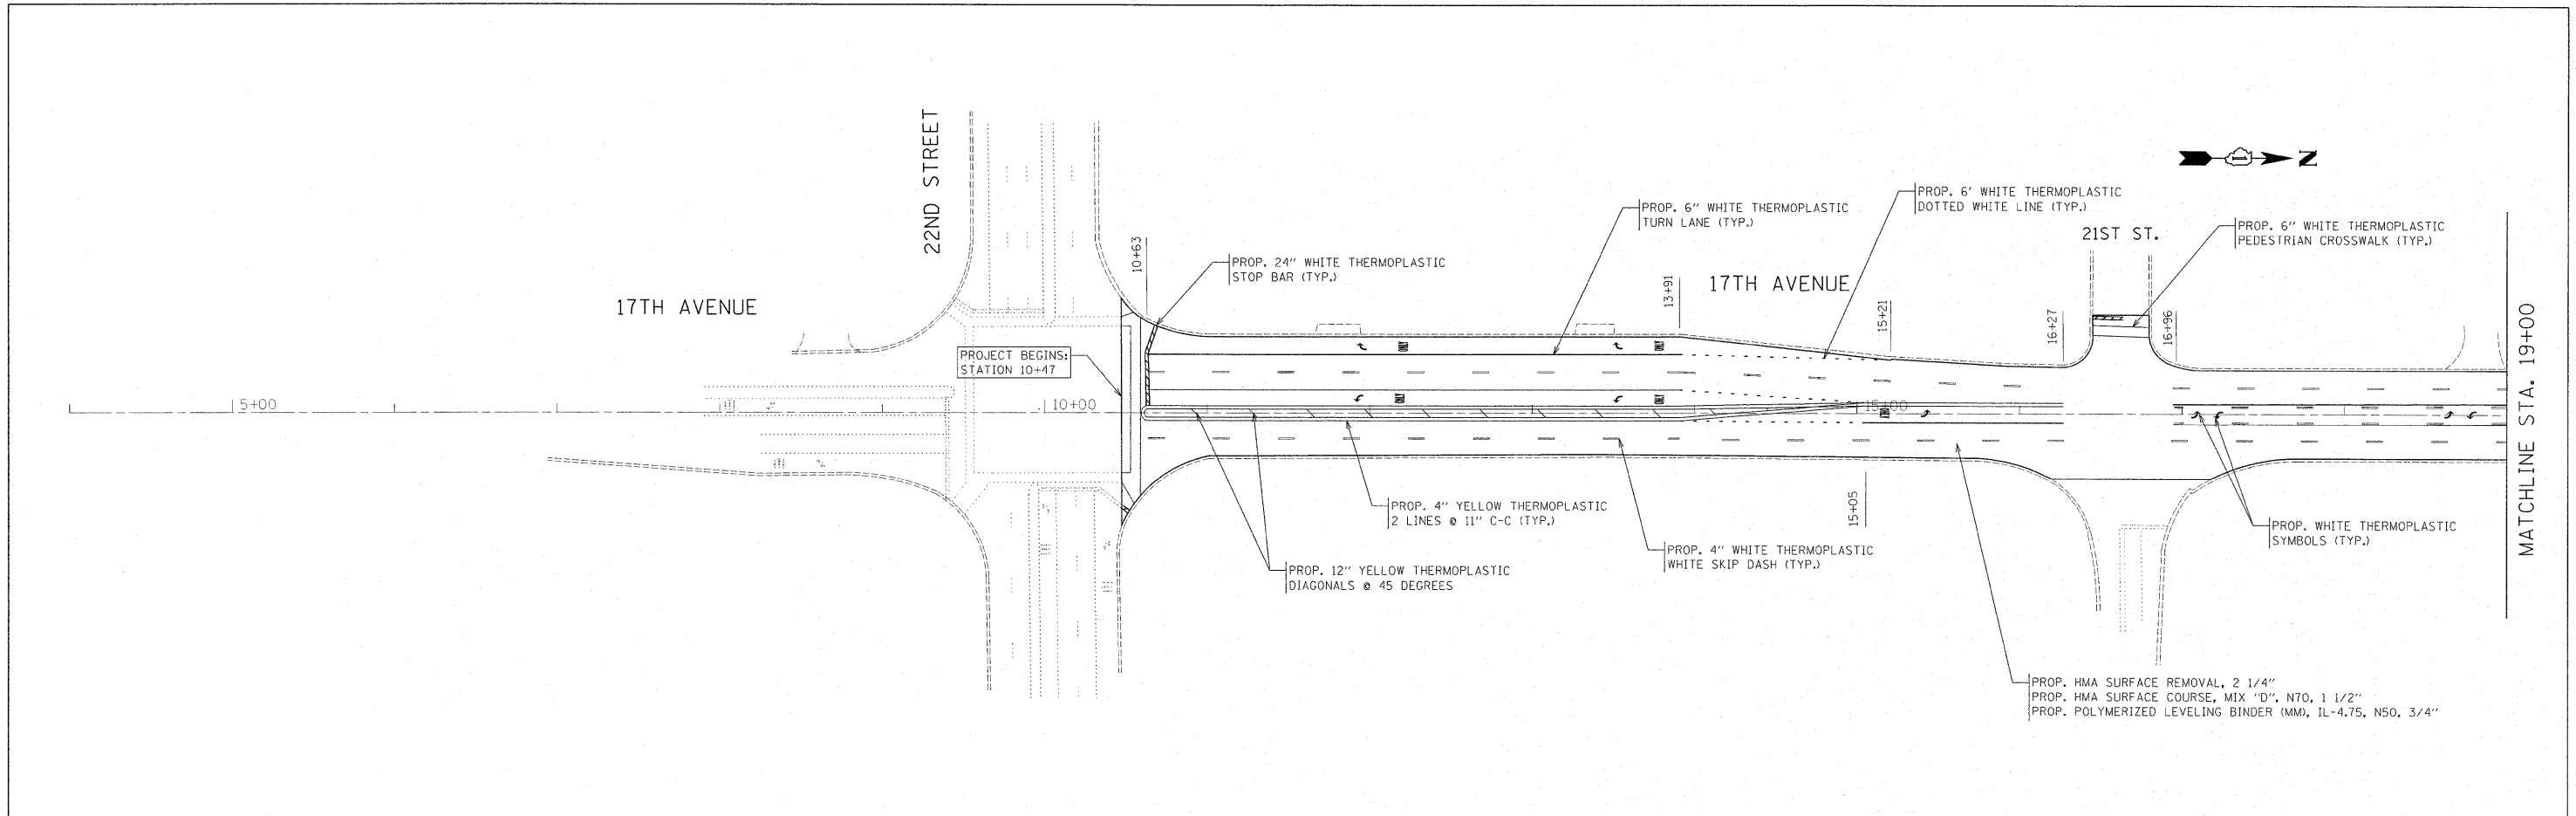 22ND STREET
17TH AVENUE
PROJECT BEGINS:
STATION 10+47
5+00
10+00
15+00
10+63
PROP. 24" WHITE THERMOPLASTIC
STOP BAR (TYP.)
PROP. 6" WHITE THERMOPLASTIC
TURN LANE (TYP.)
13+91
17TH AVENUE
PROP. 6' WHITE THERMOPLASTIC
DOTTED WHITE LINE (TYP.)
15+21
16+27
21ST ST.
16+96
PROP. 6" WHITE THERMOPLASTIC
PEDESTRIAN CROSSWALK (TYP.)
N
ONLY
ONLY
ONLY
ONLY
ONLY
MATCHLINE STA. 19+00
PROP. 4" YELLOW THERMOPLASTIC
2 LINES @ 11" C-C (TYP.)
PROP. 12" YELLOW THERMOPLASTIC
DIAGONALS @ 45 DEGREES
PROP. 4" WHITE THERMOPLASTIC
WHITE SKIP DASH (TYP.)
15+05
PROP. WHITE THERMOPLASTIC
SYMBOLS (TYP.)
PROP. HMA SURFACE REMOVAL, 2 1/4"
PROP. HMA SURFACE COURSE, MIX "D", N70, 1 1/2"
PROP. POLYMERIZED LEVELING BINDER (MM), IL-4.75, N50, 3/4"